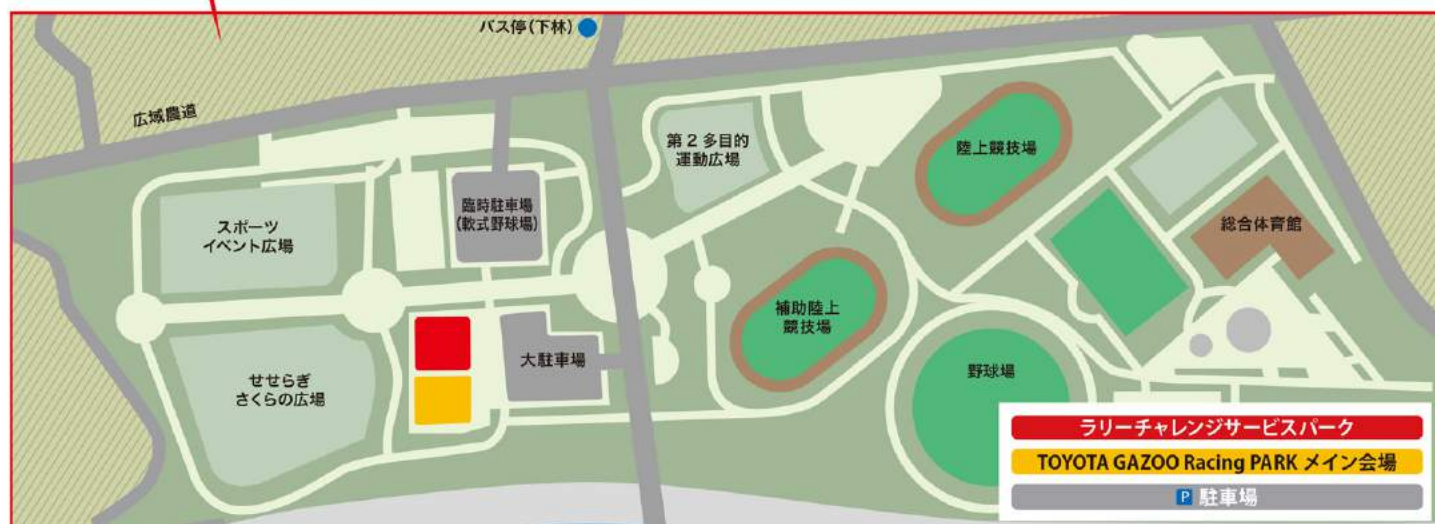 バス停(下林)
広域農道
第2多目的
運動広場
陸上競技場
臨時駐車場
(軟式野球場)
スポーツ
イベント広場
総合体育館
補助陸上
競技場
大駐車場
せせらぎ
さくらの広場
野球場
ラリーチャレンジサービスパーク
TOYOTA GAZOO Racing PARK メイン会場
P 駐車場